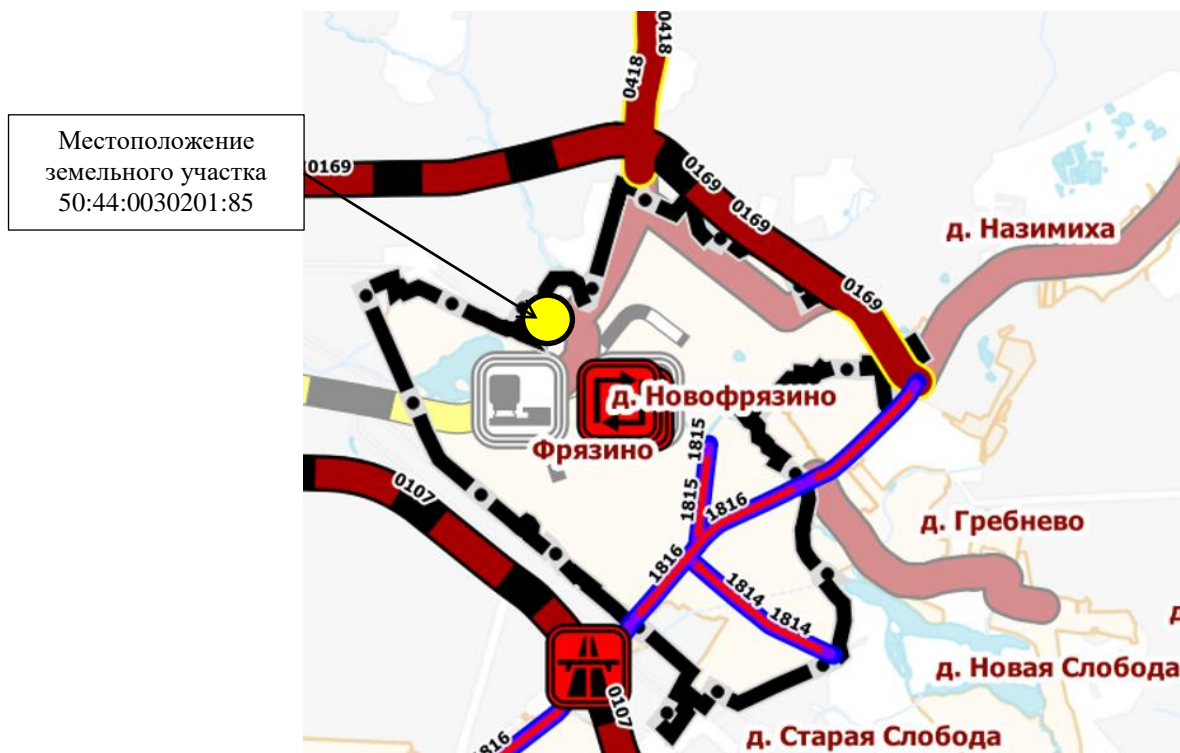 Местоположение
земельного участка
50:44:0030201:85
0418
0418
0169
0169
0169
0169
д. Назимиха
д. Новофрязино
Фрязино
0107
1815
1815
1816
1816
1814
1814
д. Гребнево
д. Новая Слобода
0107
1816
д. Старая Слобода